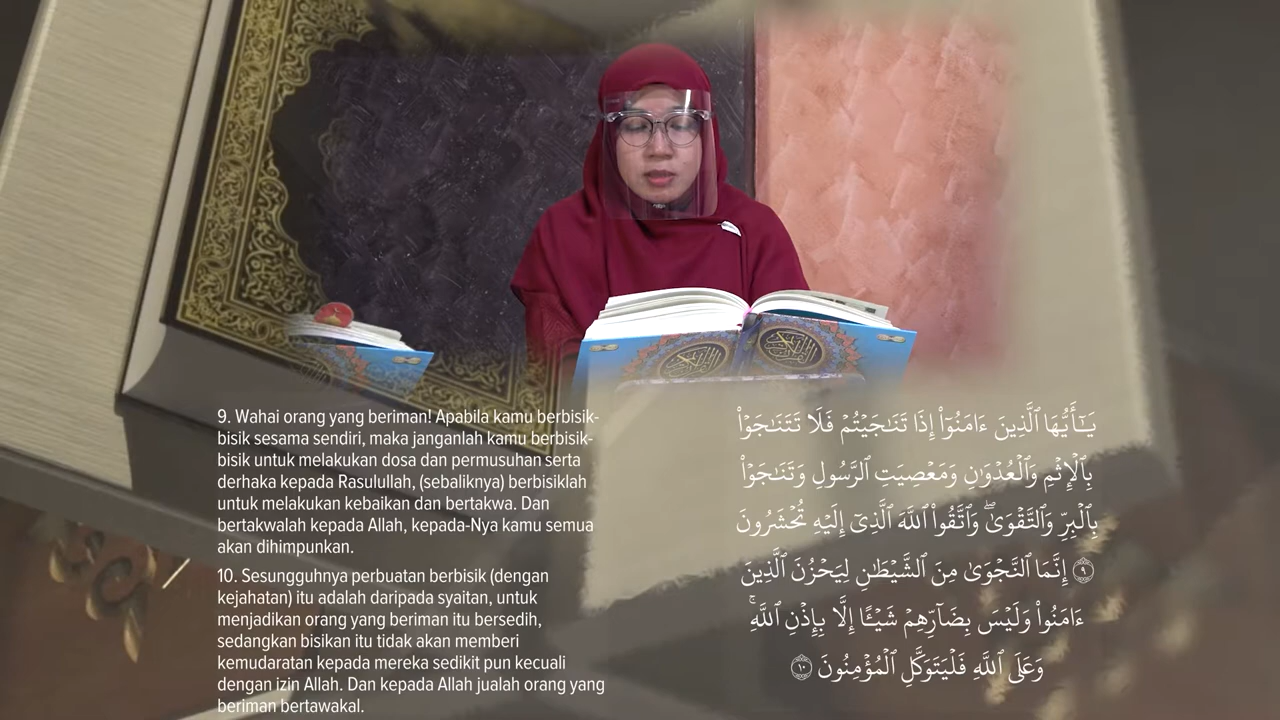 9. Wahai orang yang beriman! Apabila kamu berbisik-
bisik sesama sendiri, maka janganlah kamu berbisik-
bisik untuk melakukan dosa dan permusuhan serta
derhaka kepada Rasulullah, (sebaliknya) berbisiklah
untuk melakukan kebaikan dan bertakwa. Dan
bertakwalah kepada Allah, kepada-Nya kamu semua
akan dihimpunkan.
10. Sesungguhnya perbuatan berbisik (dengan
kejahatan) itu adalah daripada syaitan, untuk
menjadikan orang yang beriman itu bersedih,
sedangkan bisikan itu tidak akan memberi
kemudaratan kepada mereka sedikit pun kecuali
dengan izin Allah. Dan kepada Allah jualah orang yang
beriman bertawakal.
يَـٰٓأَيُّهَا ٱلَّذِينَ ءَامَنُوٓا۟ إِذَا تَنَـٰجَيْتُمْ فَلَا تَتَنَـٰجَوْا۟
بِٱلْإِثْمِ وَٱلْعُدْوَٰنِ وَمَعْصِيَتِ ٱلرَّسُولِ وَتَنَـٰجَوْا۟
بِٱلْبِرِّ وَٱلتَّقْوَىٰ ۖ وَٱتَّقُوا۟ ٱللَّهَ ٱلَّذِىٓ إِلَيْهِ تُحْشَرُونَ
٩ إِنَّمَا ٱلنَّجْوَىٰ مِنَ ٱلشَّيْطَـٰنِ لِيَحْزُنَ ٱلَّذِينَ
ءَامَنُوا۟ وَلَيْسَ بِضَآرِّهِمْ شَيْـًٔا إِلَّا بِإِذْنِ ٱللَّهِ ۚ
وَعَلَى ٱللَّهِ فَلْيَتَوَكَّلِ ٱلْمُؤْمِنُونَ ١٠